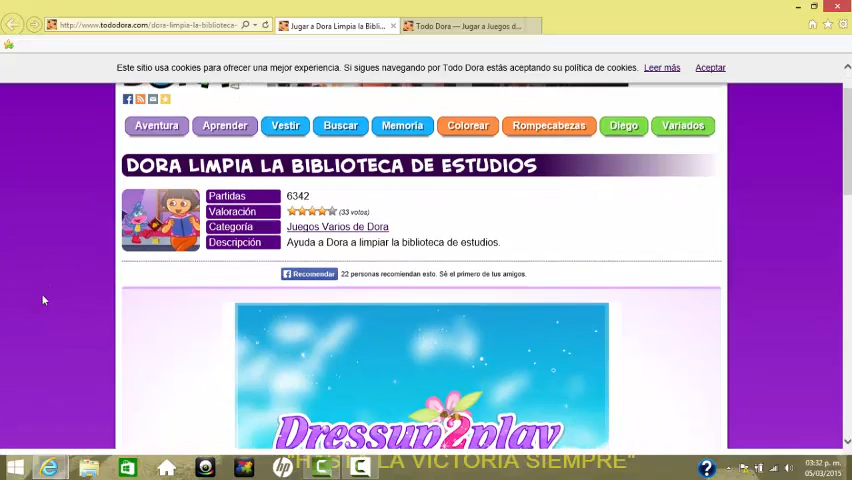 http://www.tododora.com/dora-limpia-la-biblioteca-
Jugar a Dora Limpia la Bibli...
Todo Dora — Jugar a Juegos d...
Este sitio usa cookies para ofrecer una mejor experiencia. Si sigues navegando por Todo Dora estás aceptando su política de cookies. Leer más Aceptar
Aventura Aprender Vestir Buscar Memoria Colorear Rompecabezas Diego Variados
DORA LIMPIA LA BIBLIOTECA DE ESTUDIOS
Partidas 6342
Valoración (33 votos)
Categoría Juegos Varios de Dora
Descripción Ayuda a Dora a limpiar la biblioteca de estudios.
Recomendar 22 personas recomiendan esto. Sé el primero de tus amigos.
Dressup2play
LA VICTORIA SIEMPRE"
hp
03:32 p. m.
05/03/2015